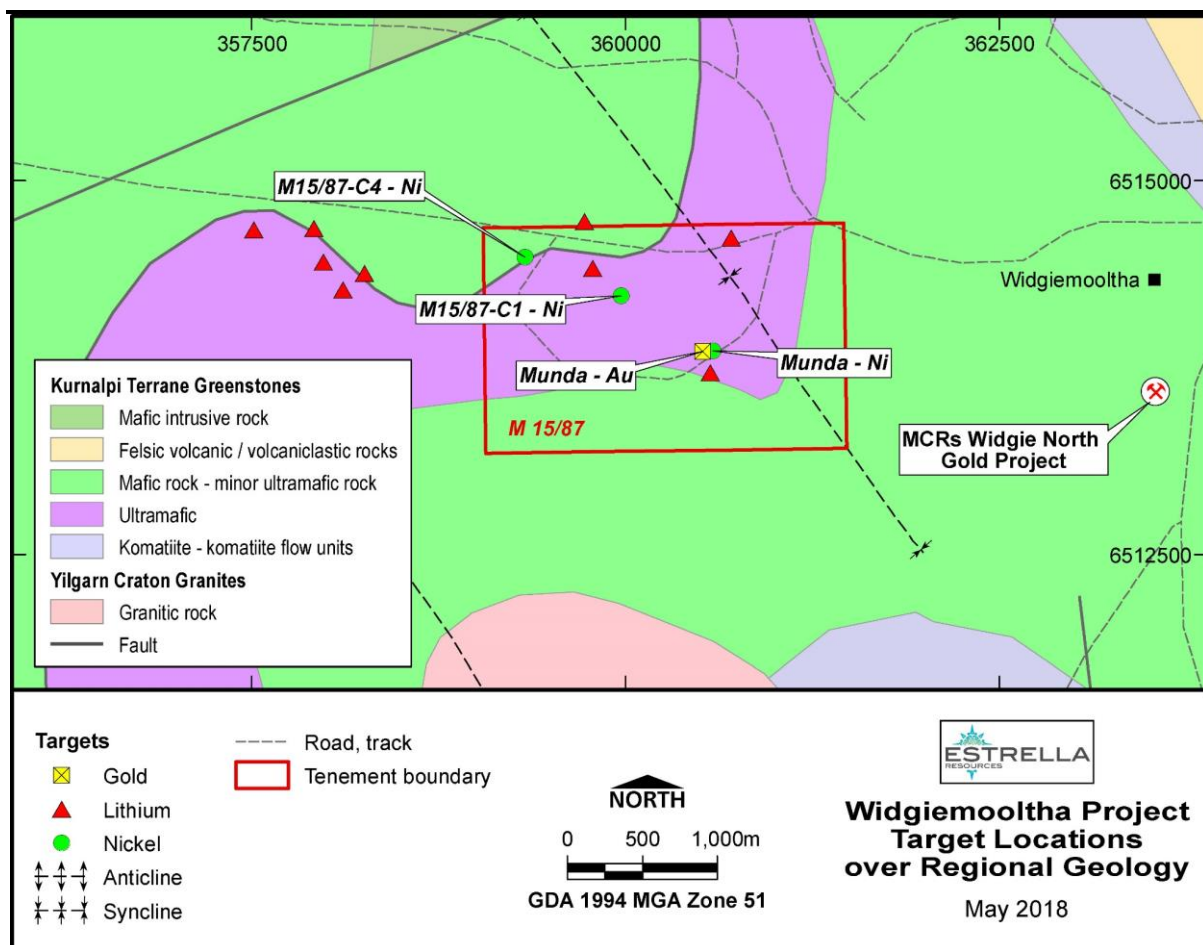 357500
360000
362500
6515000
M15/87-C4 - Ni
Widgiemooltha
M15/87-C1 - Ni
Munda - Au
Munda - Ni
M 15/87
MCRs Widgie North
Gold Project
6512500
Kurnalpi Terrane Greenstones
Mafic intrusive rock
Felsic volcanic / volcaniclastic rocks
Mafic rock - minor ultramafic rock
Ultramafic
Komatiite - komatiite flow units
Yilgarn Craton Granites
Granitic rock
Fault
Targets
Gold
Lithium
Nickel
Anticline
Syncline
Road, track
Tenement boundary
NORTH
0 500 1,000m
GDA 1994 MGA Zone 51
ESTRELLA
RESOURCES
Widgiemooltha Project
Target Locations
over Regional Geology
May 2018